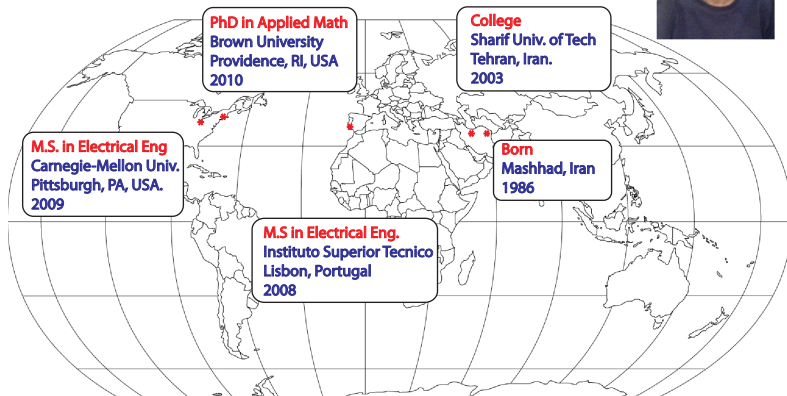 PhD in Applied Math
Brown University
Providence, RI, USA
2010
College
Sharif Univ. of Tech
Tehran, Iran.
2003
M.S. in Electrical Eng
Carnegie-Mellon Univ.
Pittsburgh, PA, USA.
2009
Born
Mashhad, Iran
1986
M.S in Electrical Eng.
Instituto Superior Tecnico
Lisbon, Portugal
2008